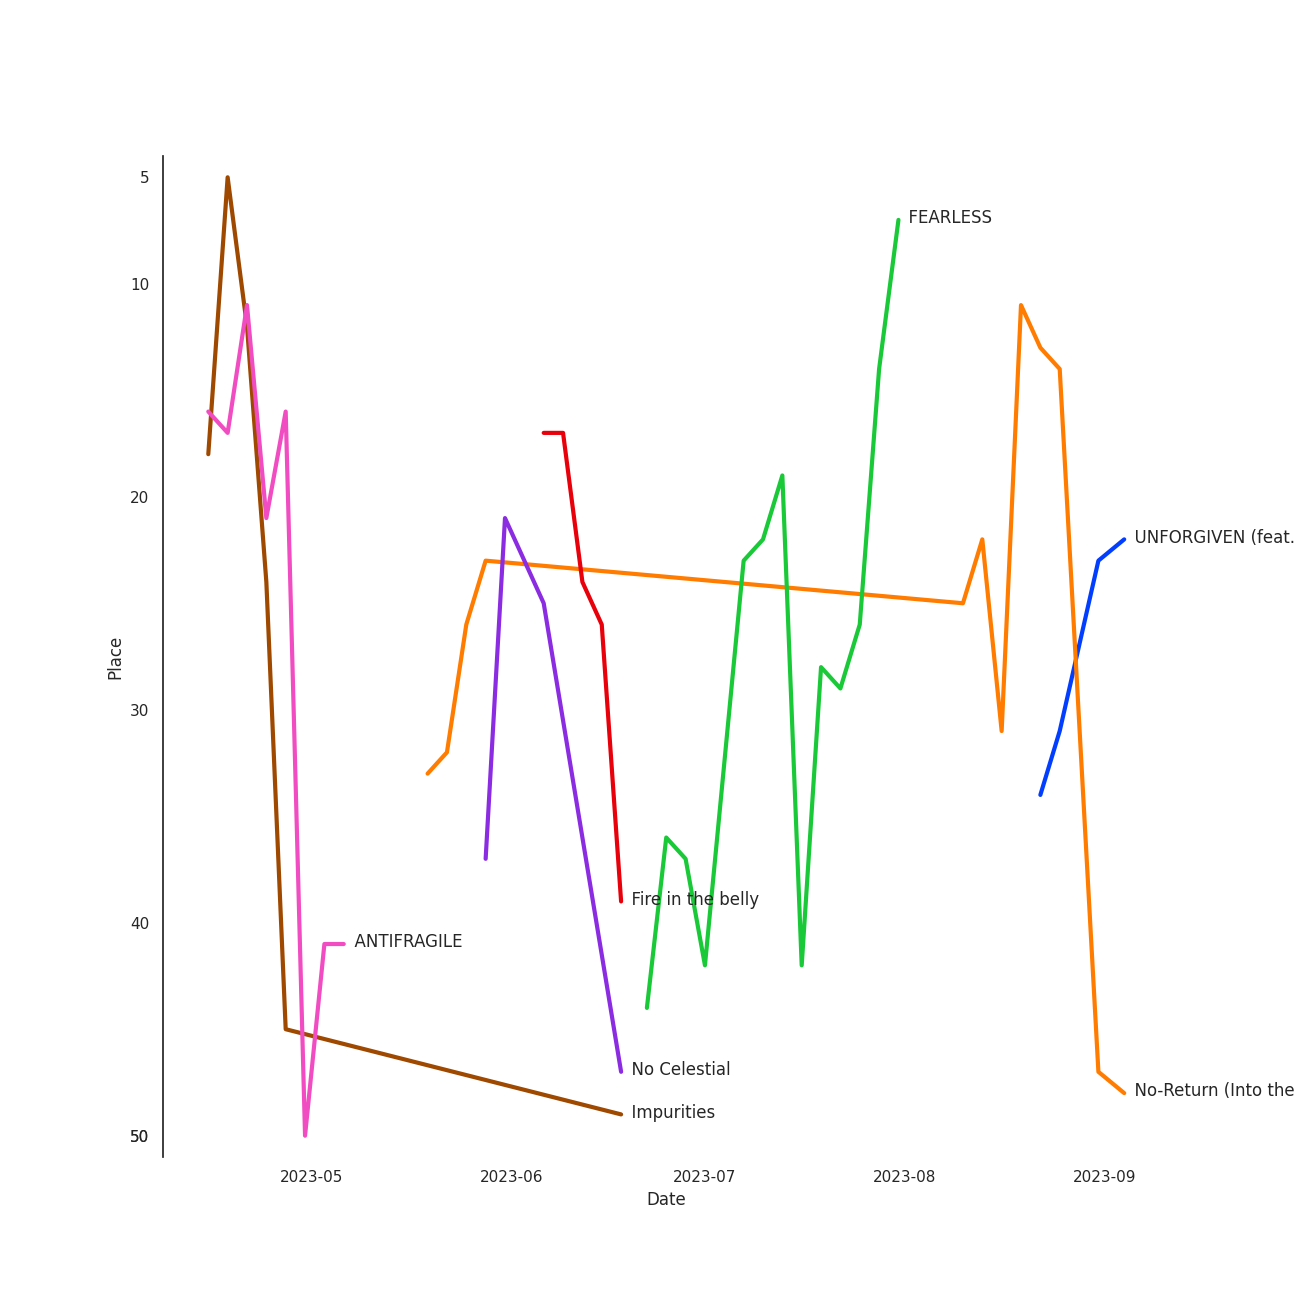 5
FEARLESS
10
20
UNFORGIVEN (feat.
Place
30
Fire in the belly
40
ANTIFRAGILE
No Celestial
No-Return (Into the
Impurities
50
2023-05
2023-06
2023-07
2023-08
2023-09
Date